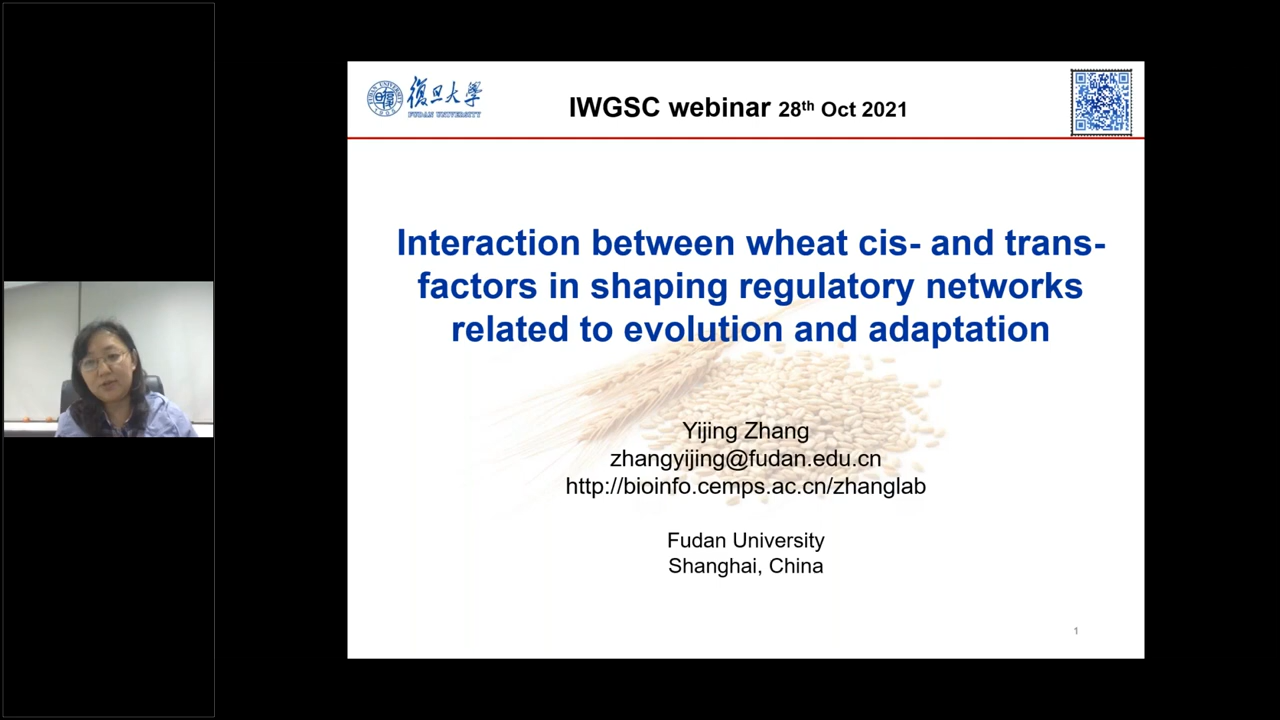 復旦大學
FUDAN UNIVERSITY
IWGSC webinar 28th Oct 2021
Interaction between wheat cis- and trans-
factors in shaping regulatory networks
related to evolution and adaptation
Yijing Zhang
zhangyijing@fudan.edu.cn
http://bioinfo.cemps.ac.cn/zhanglab
Fudan University
Shanghai, China
1